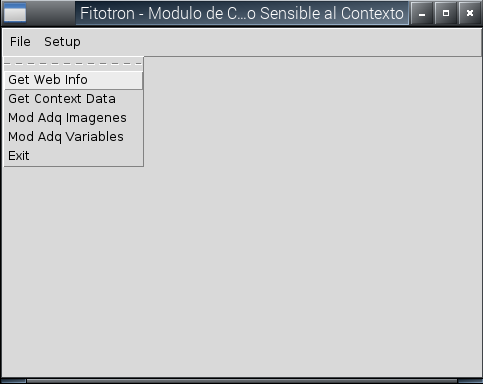 Fitotron - Modulo de C...o Sensible al Contexto
File Setup
Get Web Info
Get Context Data
Mod Adq Imagenes
Mod Adq Variables
Exit